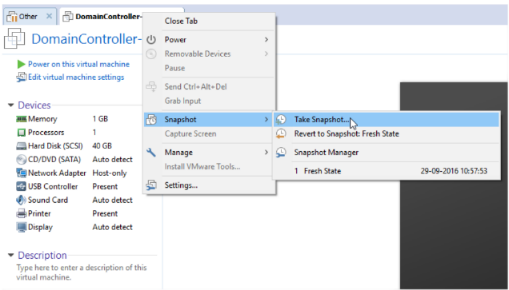 Other
DomainController-
DomainController-
Power on this virtual machine
Edit virtual machine settings
Devices
Memory 1 GB
Processors 1
Hard Disk (SCSI) 40 GB
CD/DVD (SATA) Auto detect
Network Adapter Host-only
USB Controller Present
Sound Card Auto detect
Printer Present
Display Auto detect
Description
Type here to enter a description of this
virtual machine.
Close Tab
Power
Removable Devices
Pause
Send Ctrl+Alt+Del
Grab Input
Snapshot
Capture Screen
Manage
Install VMware Tools...
Settings...
Take Snapshot...
Revert to Snapshot: Fresh State
Snapshot Manager
1 Fresh State 29-09-2016 10:57:53